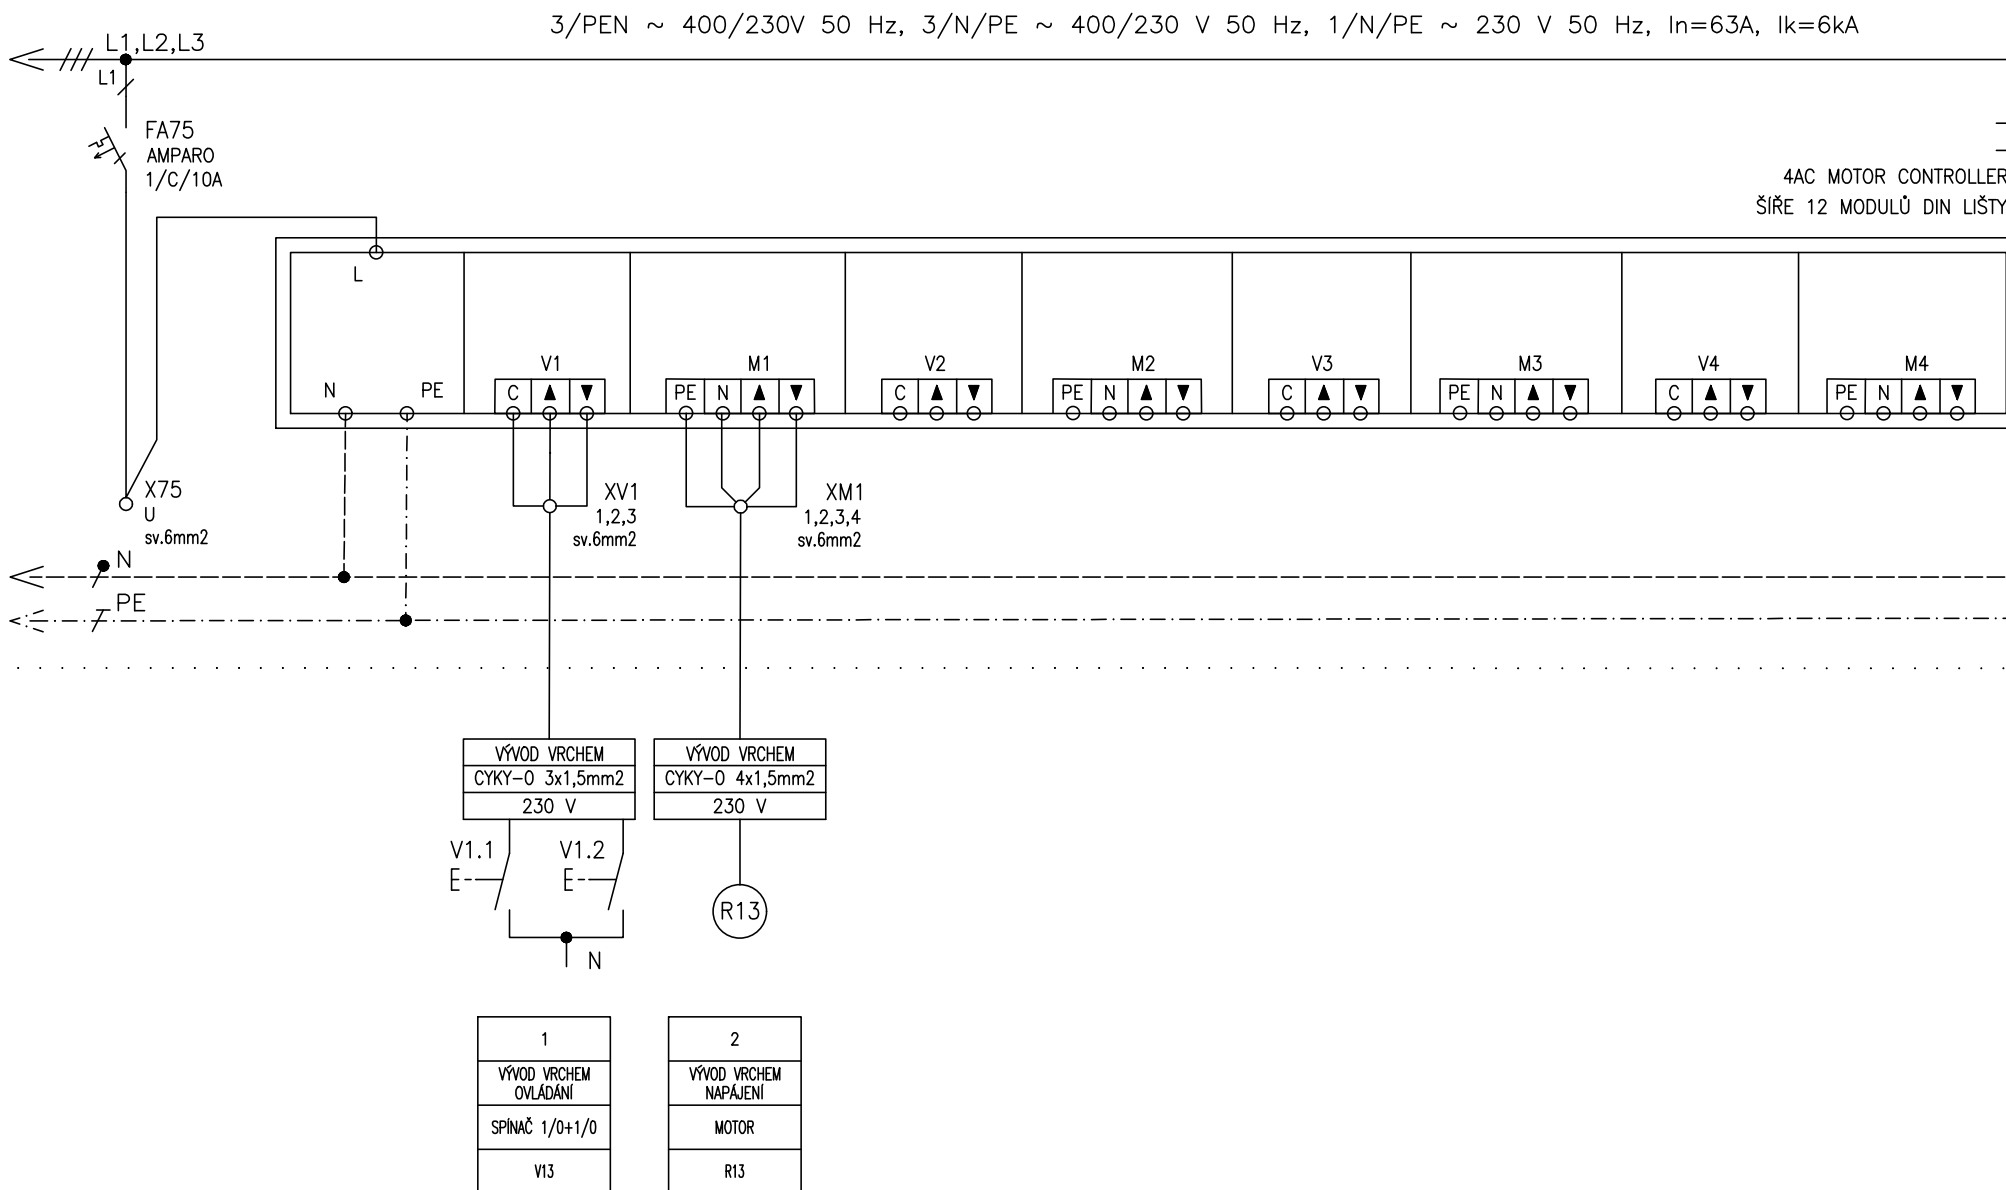 3/PEN ~ 400/230V 50 Hz, 3/N/PE ~ 400/230 V 50 Hz, 1/N/PE ~ 230 V 50 Hz, In=63A, Ik=6kA
L1,L2,L3
L1
FA75
AMPARO
1/C/10A
4AC MOTOR CONTROLLER
ŠÍŘE 12 MODULŮ DIN LIŠTY
L
N PE
V1 M1 V2 M2 V3 M3 V4 M4
C ▲ ▼ PE N ▲ ▼ C ▲ ▼ PE N ▲ ▼ C ▲ ▼ PE N ▲ ▼ C ▲ ▼ PE N ▲ ▼
X75
U
sv.6mm2
XV1
1,2,3
sv.6mm2
XM1
1,2,3,4
sv.6mm2
N
PE
VÝVOD VRCHEM
CYKY-O 3x1,5mm2
230 V
VÝVOD VRCHEM
CYKY-O 4x1,5mm2
230 V
V1.1 V1.2
R13
N
1
VÝVOD VRCHEM
OVLÁDÁNÍ
SPÍNAČ 1/0+1/0
V13
2
VÝVOD VRCHEM
NAPÁJENÍ
MOTOR
R13